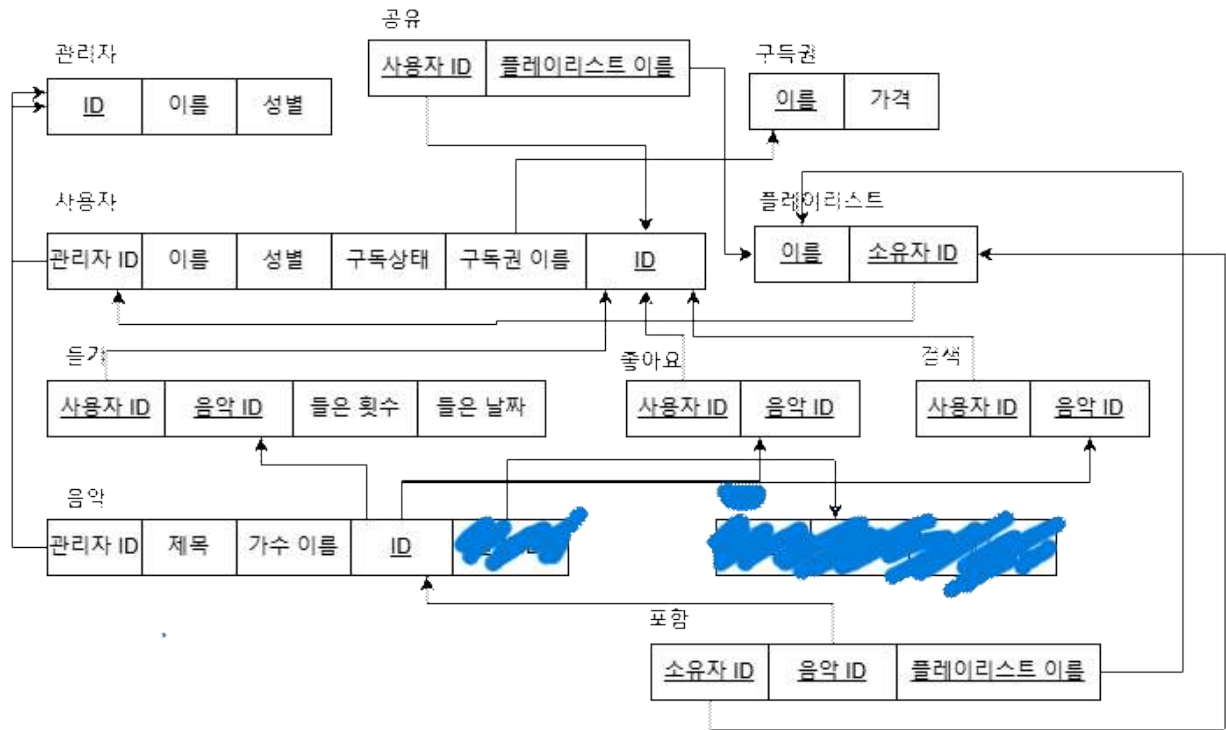 공유
관리자
사용자 ID 플레이리스트 이름
구독권
ID 이름 성별
이름 가격
사용자
플레이리스트
관리자 ID 이름 성별 구독상태 구독권 이름 ID
이름 소유자 ID
듣기
좋아요
검색
사용자 ID 음악 ID 들은 횟수 들은 날짜
사용자 ID 음악 ID
사용자 ID 음악 ID
음악
관리자 ID 제목 가수 이름 ID
포함
소유자 ID 음악 ID 플레이리스트 이름